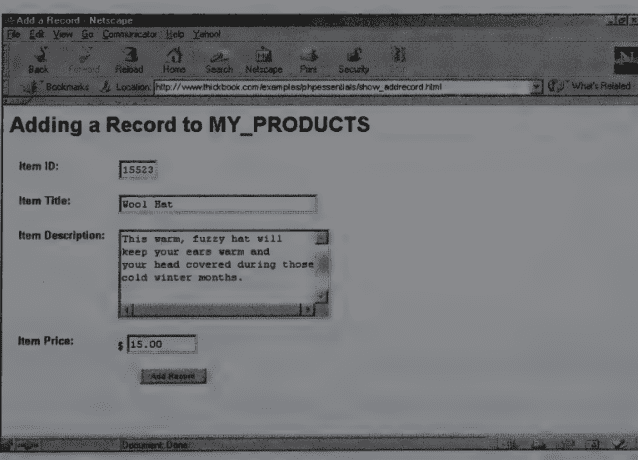 Add a Record - Netscape
File Edit View Go Communicator Help Yahoo!
Back Forward Reload Home Search Netscape Print Security
Bookmarks Location: http://www.thickbook.com/examples/phpessentials/show_addrecord.html What's Related
Adding a Record to MY_PRODUCTS
Item ID: 15523
Item Title: Wool Hat
Item Description: This warm, fuzzy hat will
keep your ears warm and
your head covered during those
cold winter months.
Item Price: $ 15.00
Add Record
Document: Done